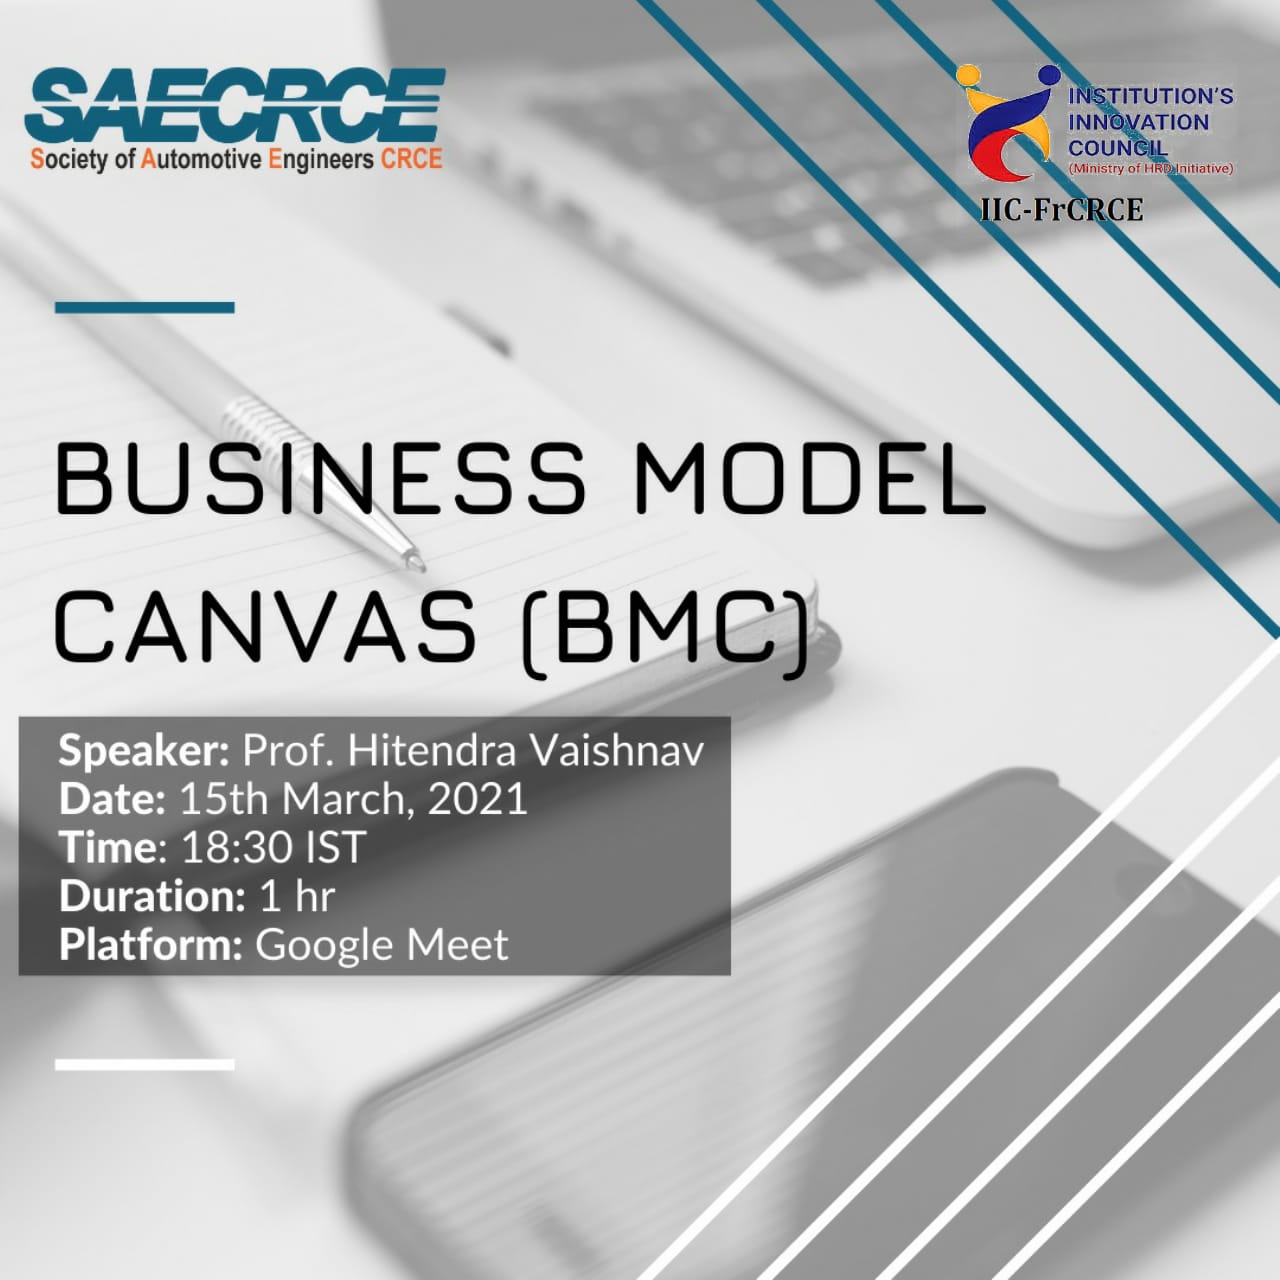 SAECRCE
Society of Automotive Engineers CRCE
INSTITUTION'S
INNOVATION
COUNCIL
(Ministry of HRD Initiative)
IIC-FrCRCE
BUSINESS MODEL
CANVAS (BMC)
Speaker: Prof. Hitendra Vaishnav
Date: 15th March, 2021
Time: 18:30 IST
Duration: 1 hr
Platform: Google Meet